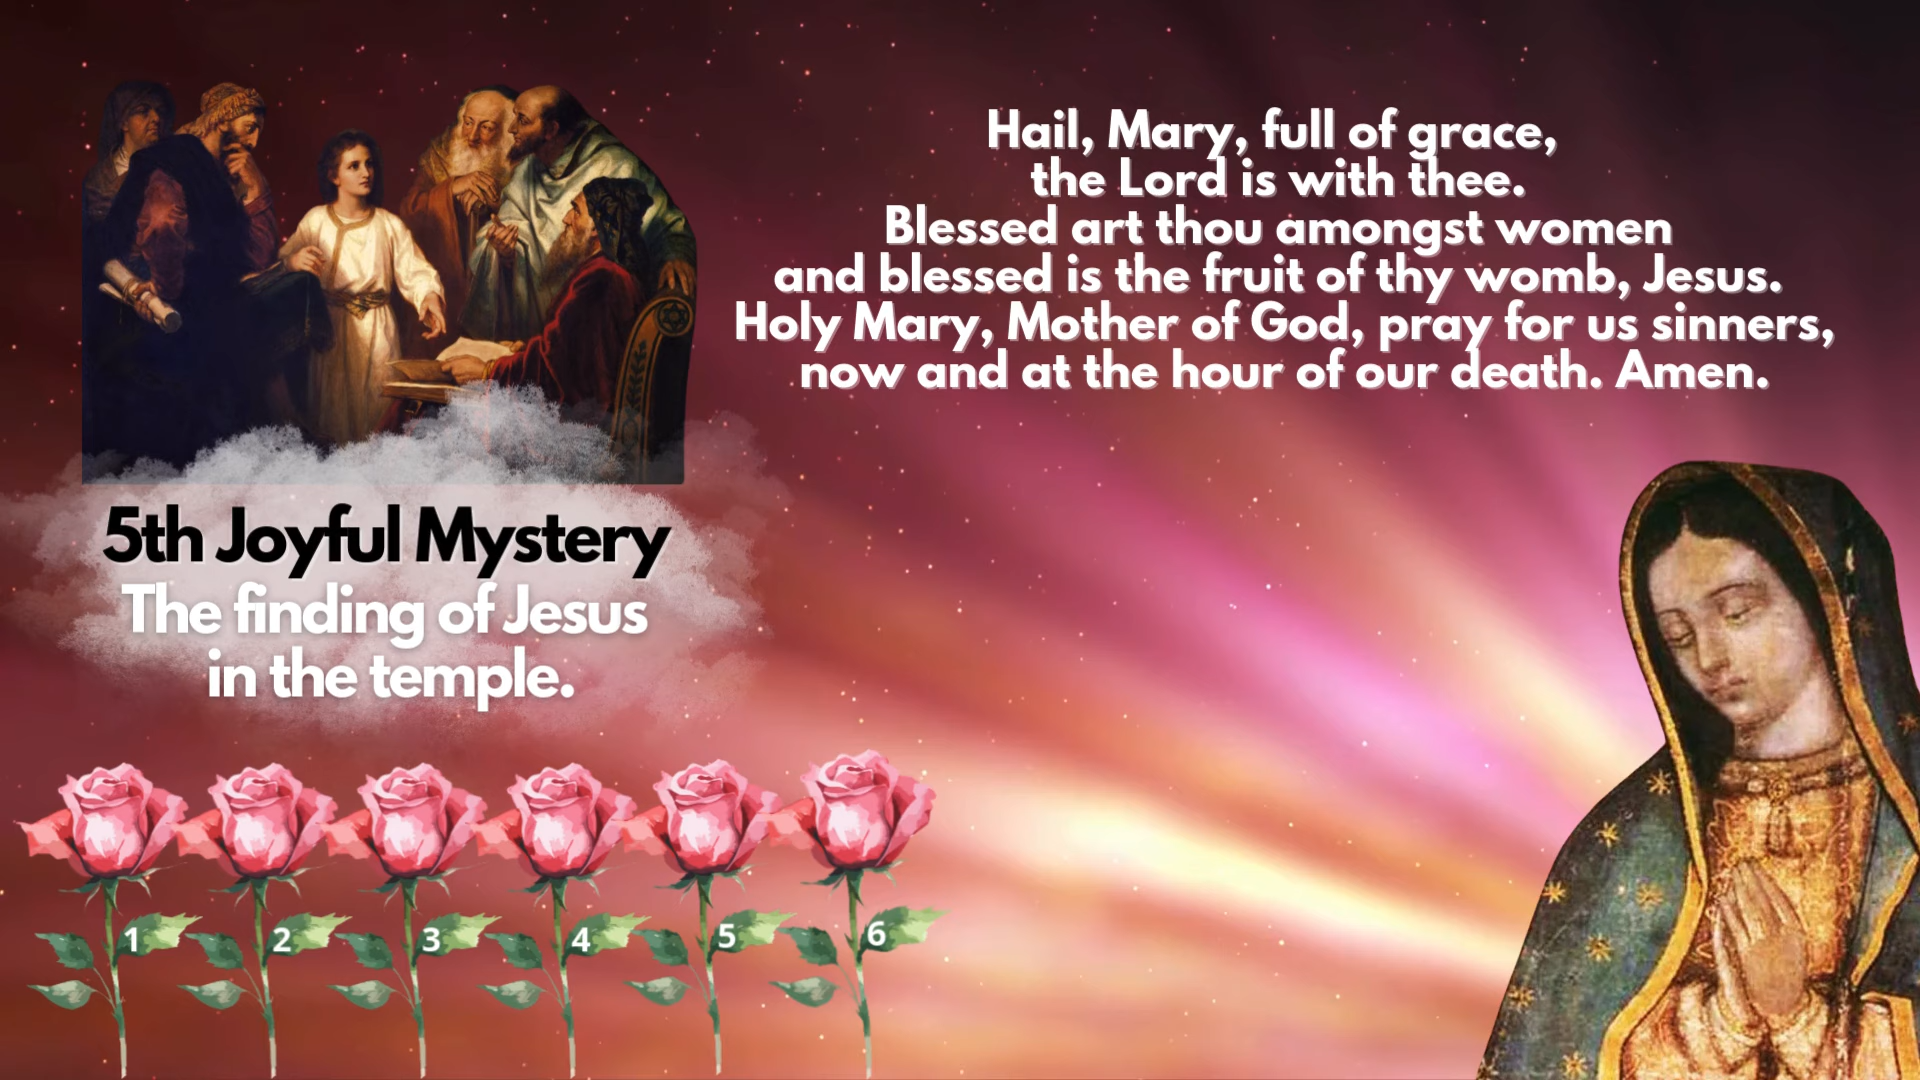 Hail, Mary, full of grace,
the Lord is with thee.
Blessed art thou amongst women
and blessed is the fruit of thy womb, Jesus.
Holy Mary, Mother of God, pray for us sinners,
now and at the hour of our death. Amen.
5th Joyful Mystery
The finding of Jesus
in the temple.
1 2 3 4 5 6